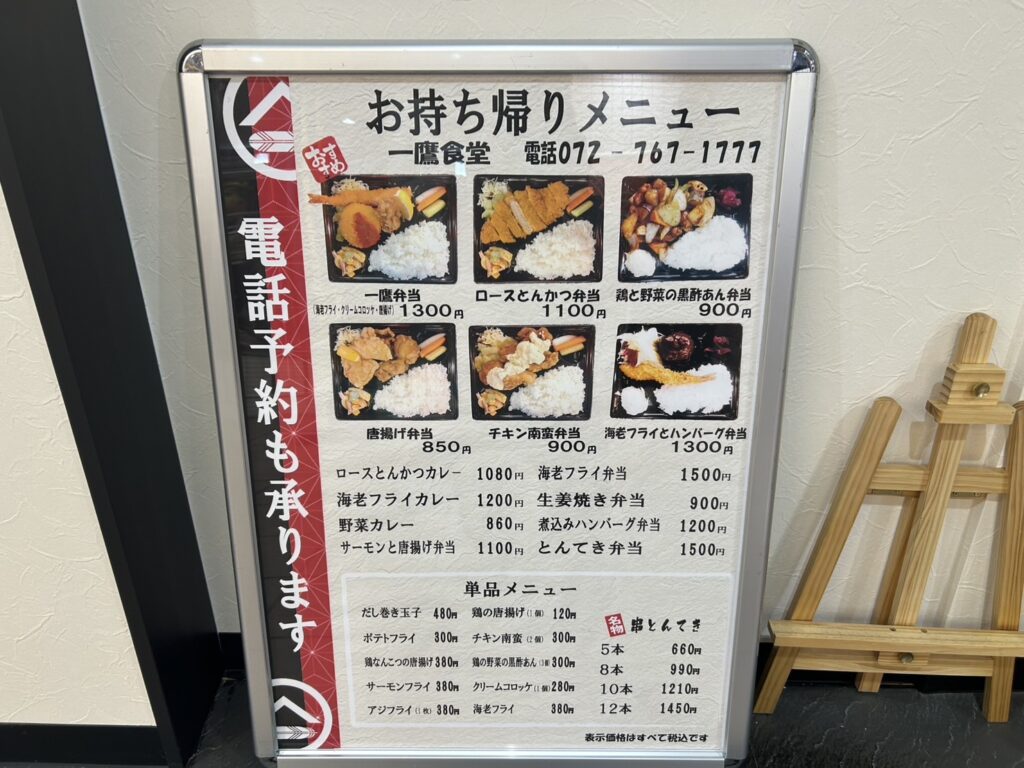 お持ち帰りメニュー
一鷹食堂 電話072-767-1777
おすすめ
電話予約も承ります
一鷹弁当
(海老フライ・クリームコロッケ・唐揚げ) 1300円
ロースとんかつ弁当
1100円
鶏と野菜の黒酢あん弁当
900円
唐揚げ弁当
850円
チキン南蛮弁当
900円
海老フライとハンバーグ弁当
1300円
ロースとんかつカレー 1080円 海老フライ弁当 1500円
海老フライカレー 1200円 生姜焼き弁当 900円
野菜カレー 860円 煮込みハンバーグ弁当 1200円
サーモンと唐揚げ弁当 1100円 とんてき弁当 1500円
単品メニュー
だし巻き玉子 480円 鶏の唐揚げ(1個) 120円
ポテトフライ 300円 チキン南蛮(2個) 300円
鶏なんこつの唐揚げ 380円 鶏の野菜の黒酢あん(3個) 300円
サーモンフライ 380円 クリームコロッケ(1個) 280円
アジフライ(1枚) 380円 海老フライ 380円
名物 串とんてき
5本 660円
8本 990円
10本 1210円
12本 1450円
表示価格はすべて税込です